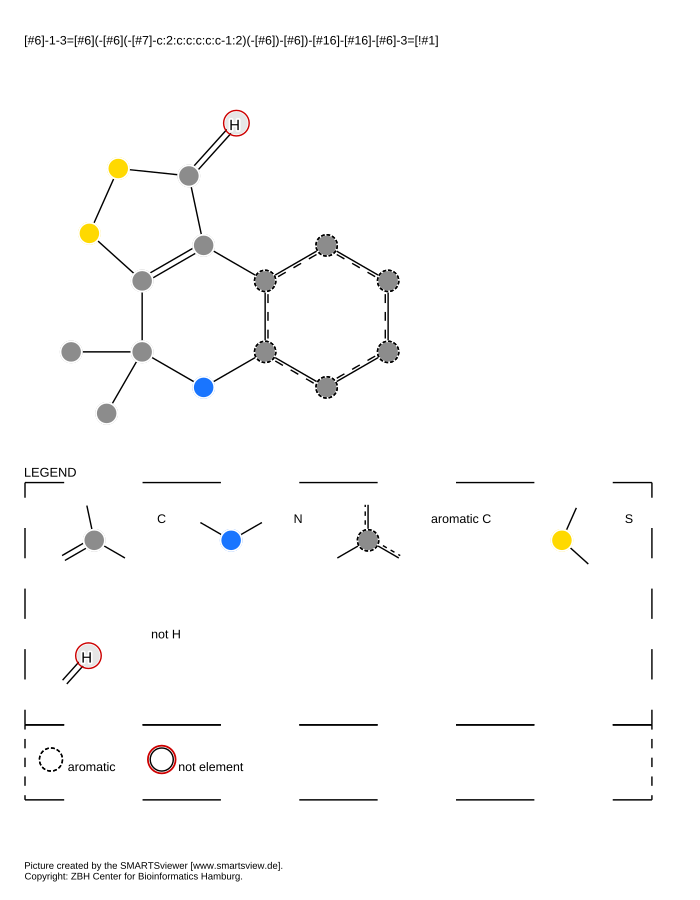 [#6]-1-3=[#6](-[#6](-[#7]-c:2:c:c:c:c:c-1:2)(-[#6])-[#6])-[#16]-[#16]-[#6]-3=[!#1]
H
LEGEND
C N aromatic C S
not H
H
aromatic not element
Picture created by the SMARTSviewer [www.smartsview.de].
Copyright: ZBH Center for Bioinformatics Hamburg.